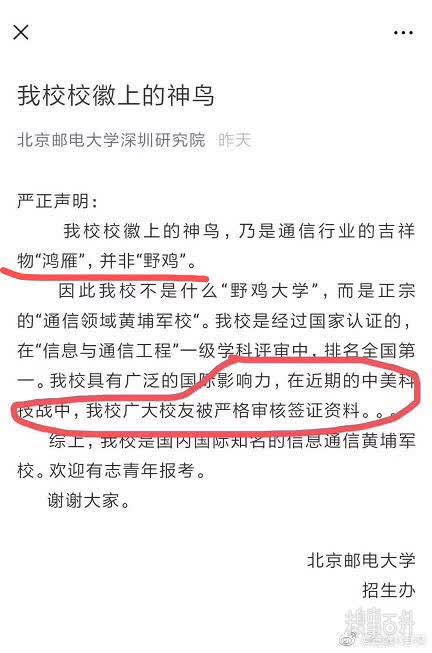 我校校徽上的神鸟
北京邮电大学深圳研究院 昨天
严正声明：
我校校徽上的神鸟，乃是通信行业的吉祥
物“鸿雁”，并非“野鸡”。
因此我校不是什么“野鸡大学”，而是正宗
的“通信领域黄埔军校“。我校是经过国家认证的，
在“信息与通信工程”一级学科评审中，排名全国第
一。我校具有广泛的国际影响力，在近期的中美科
技战中，我校广大校友被严格审核签证资料。。。
综上，我校是国内国际知名的信息通信黄埔军
校。欢迎有志青年报考。
谢谢大家。
北京邮电大学
招生办